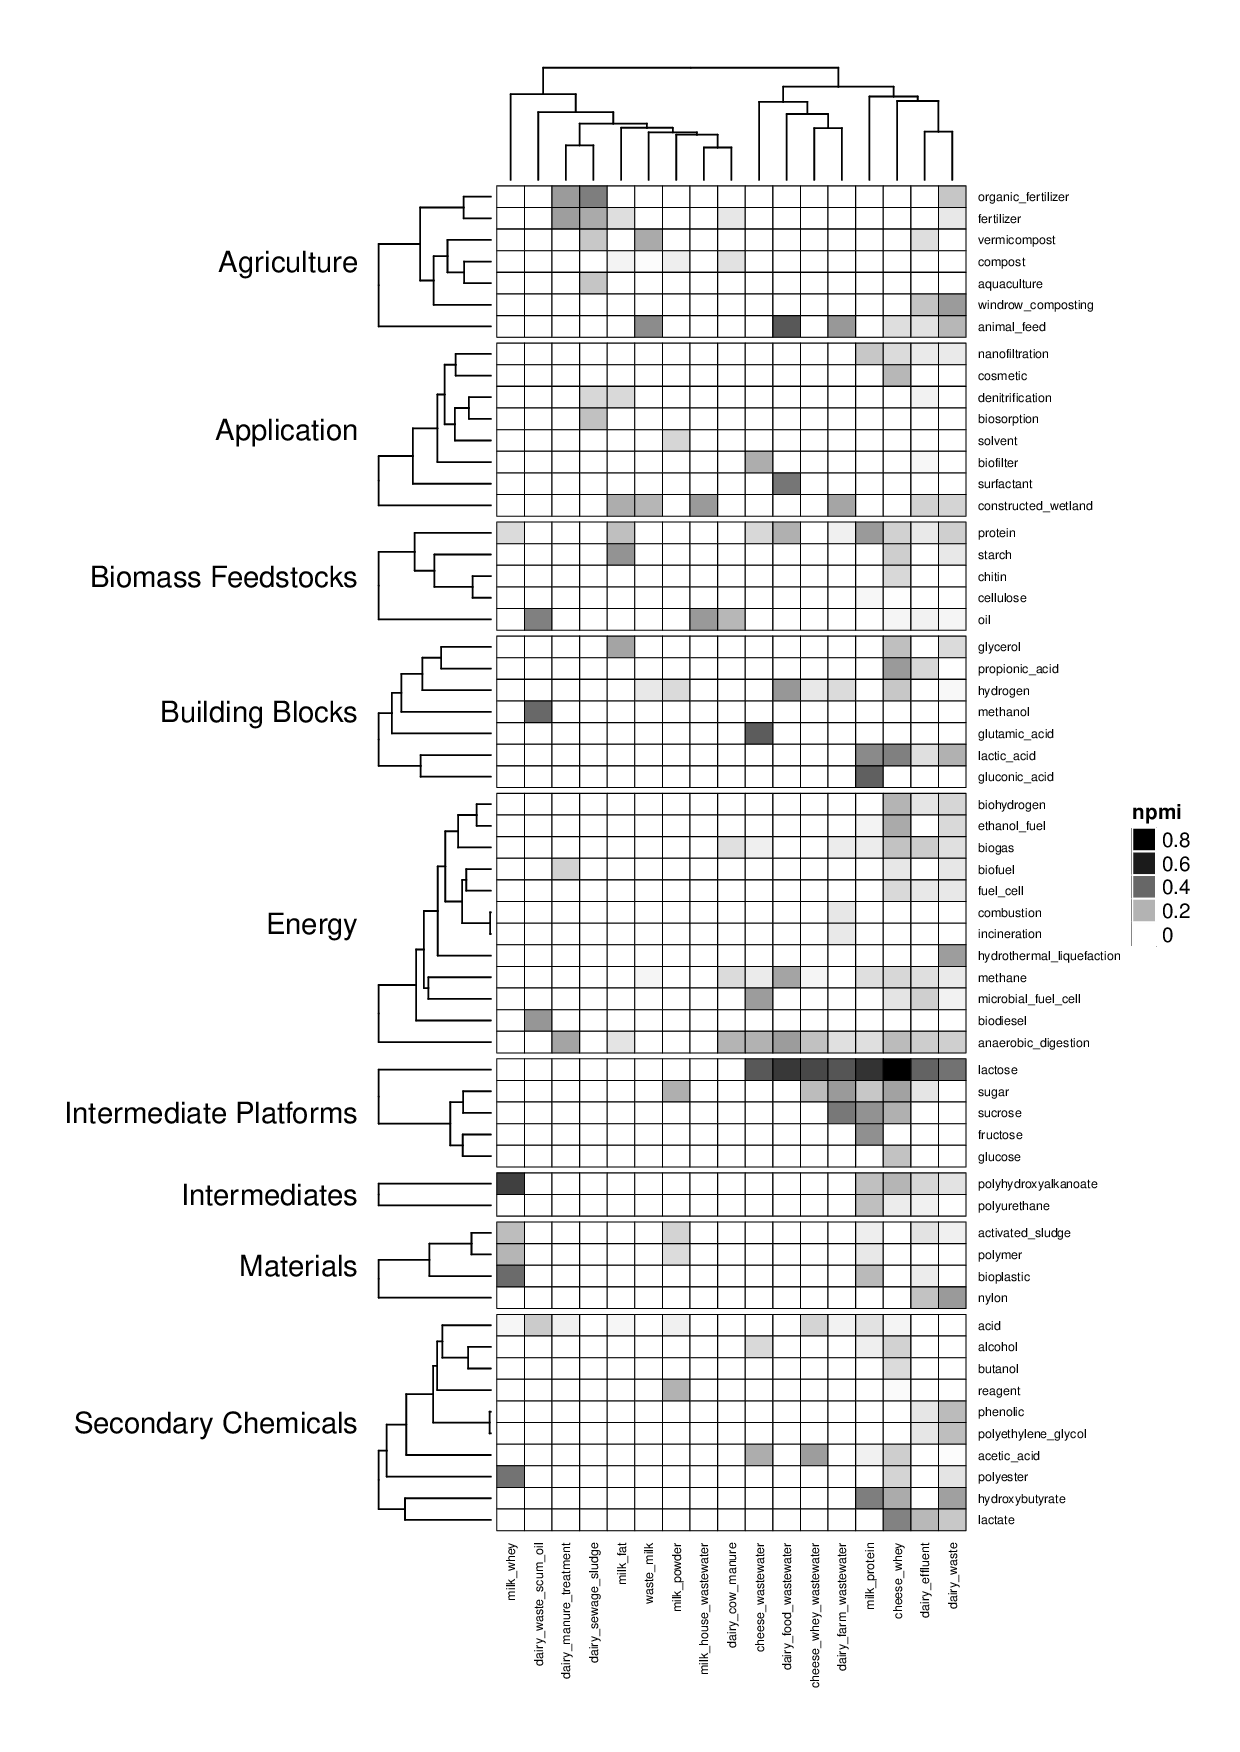 Agriculture
organic_fertilizer
fertilizer
vermicompost
compost
aquaculture
windrow_composting
animal_feed
Application
nanofiltration
cosmetic
denitrification
biosorption
solvent
biofilter
surfactant
constructed_wetland
Biomass Feedstocks
protein
starch
chitin
cellulose
oil
Building Blocks
glycerol
propionic_acid
hydrogen
methanol
glutamic_acid
lactic_acid
gluconic_acid
Energy
biohydrogen
ethanol_fuel
biogas
biofuel
fuel_cell
combustion
incineration
hydrothermal_liquefaction
methane
microbial_fuel_cell
biodiesel
anaerobic_digestion
npmi
0.8
0.6
0.4
0.2
0
Intermediate Platforms
lactose
sugar
sucrose
fructose
glucose
Intermediates
polyhydroxyalkanoate
polyurethane
Materials
activated_sludge
polymer
bioplastic
nylon
Secondary Chemicals
acid
alcohol
butanol
reagent
phenolic
polyethylene_glycol
acetic_acid
polyester
hydroxybutyrate
lactate
milk_whey
dairy_waste_scum_oil
dairy_manure_treatment
dairy_sewage_sludge
milk_fat
waste_milk
milk_powder
milk_house_wastewater
dairy_cow_manure
cheese_wastewater
dairy_food_wastewater
cheese_whey_wastewater
dairy_farm_wastewater
milk_protein
cheese_whey
dairy_effluent
dairy_waste